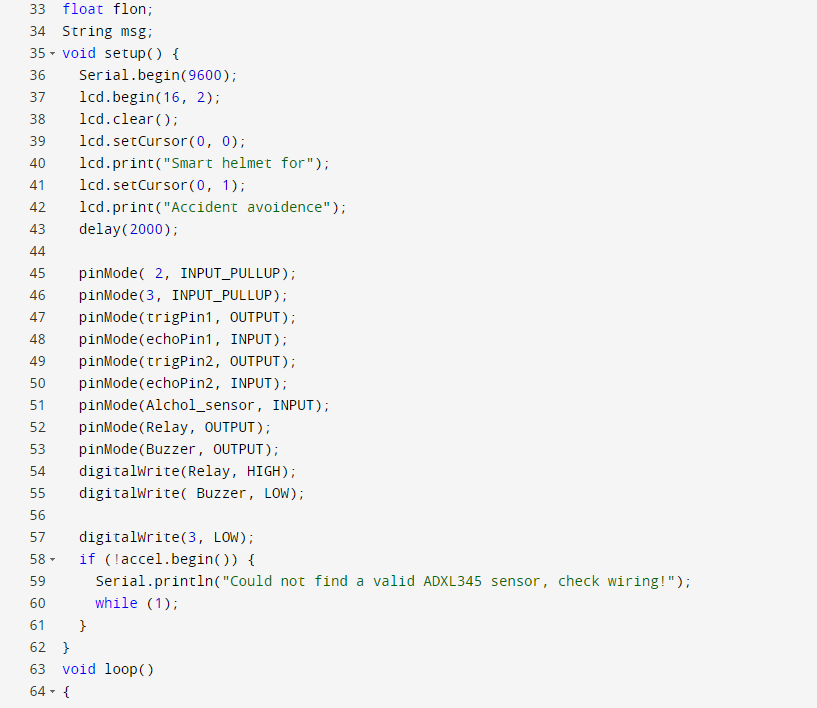 33 float flon;
34 String msg;
35 void setup() {
36   Serial.begin(9600);
37   lcd.begin(16, 2);
38   lcd.clear();
39   lcd.setCursor(0, 0);
40   lcd.print("Smart helmet for");
41   lcd.setCursor(0, 1);
42   lcd.print("Accident avoidence");
43   delay(2000);
44
45   pinMode( 2, INPUT_PULLUP);
46   pinMode(3, INPUT_PULLUP);
47   pinMode(trigPin1, OUTPUT);
48   pinMode(echoPin1, INPUT);
49   pinMode(trigPin2, OUTPUT);
50   pinMode(echoPin2, INPUT);
51   pinMode(Alchol_sensor, INPUT);
52   pinMode(Relay, OUTPUT);
53   pinMode(Buzzer, OUTPUT);
54   digitalWrite(Relay, HIGH);
55   digitalWrite( Buzzer, LOW);
56
57   digitalWrite(3, LOW);
58   if (!accel.begin()) {
59     Serial.println("Could not find a valid ADXL345 sensor, check wiring!");
60     while (1);
61   }
62 }
63 void loop()
64 {